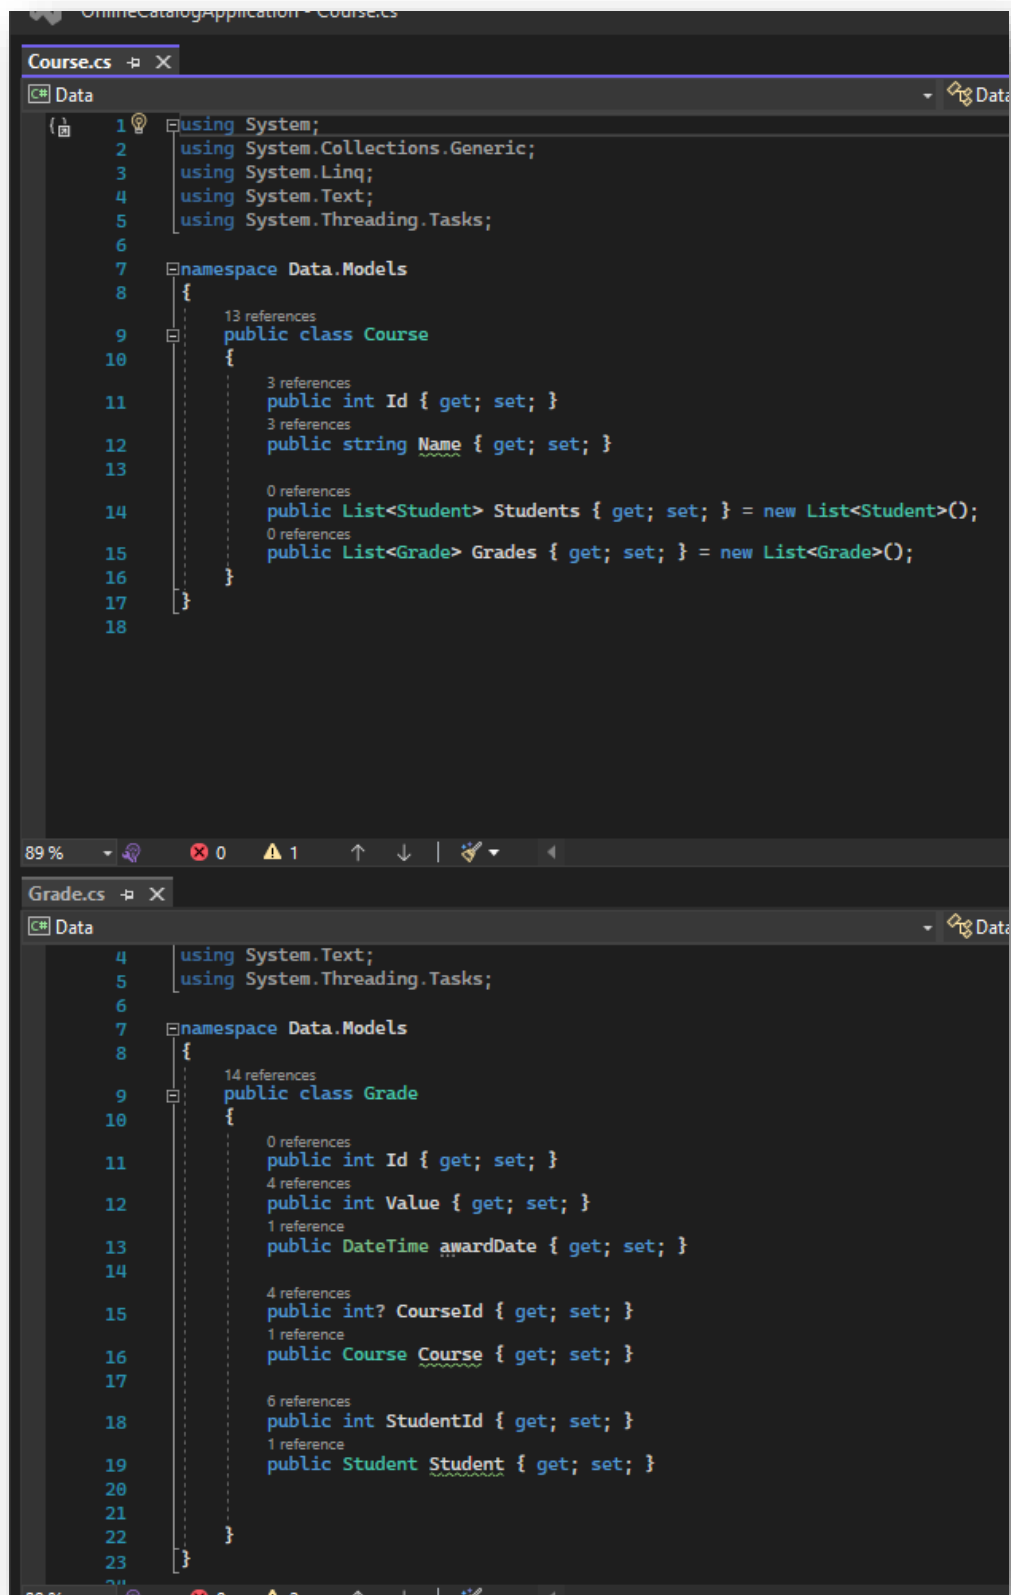 OnlineCatalogApplication - Course.cs
Course.cs
C# Data Data
1 using System;
2 using System.Collections.Generic;
3 using System.Linq;
4 using System.Text;
5 using System.Threading.Tasks;
6
7 namespace Data.Models
8 {
13 references
9 public class Course
10 {
3 references
11 public int Id { get; set; }
3 references
12 public string Name { get; set; }
13
0 references
14 public List<Student> Students { get; set; } = new List<Student>();
0 references
15 public List<Grade> Grades { get; set; } = new List<Grade>();
16 }
17 }
18
89 % 0 1
Grade.cs
C# Data Data
4 using System.Text;
5 using System.Threading.Tasks;
6
7 namespace Data.Models
8 {
14 references
9 public class Grade
10 {
0 references
11 public int Id { get; set; }
4 references
12 public int Value { get; set; }
1 reference
13 public DateTime awardDate { get; set; }
14
4 references
15 public int? CourseId { get; set; }
1 reference
16 public Course Course { get; set; }
17
6 references
18 public int StudentId { get; set; }
1 reference
19 public Student Student { get; set; }
20
21
22 }
23 }